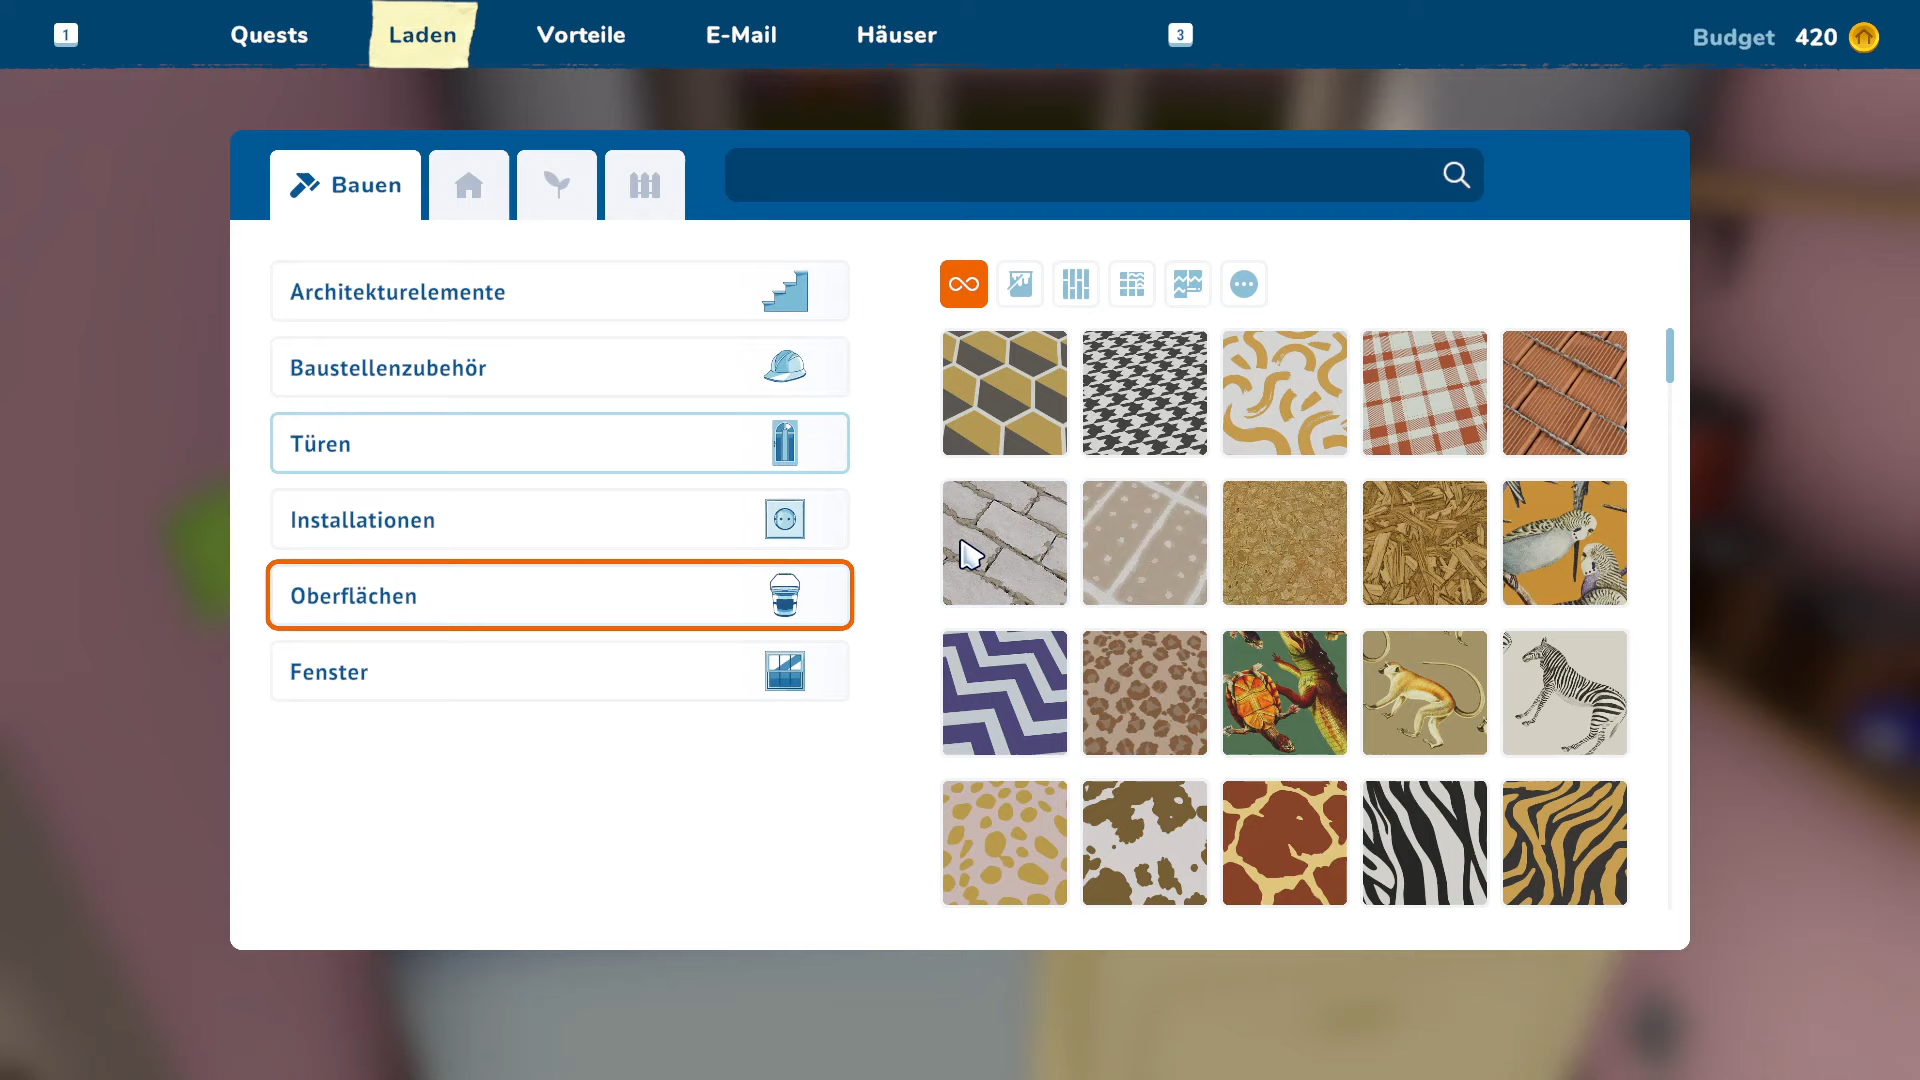 1
Quests
Laden
Vorteile
E-Mail
Häuser
3
Budget 420
Bauen
Architekturelemente
Baustellenzubehör
Türen
Installationen
Oberflächen
Fenster